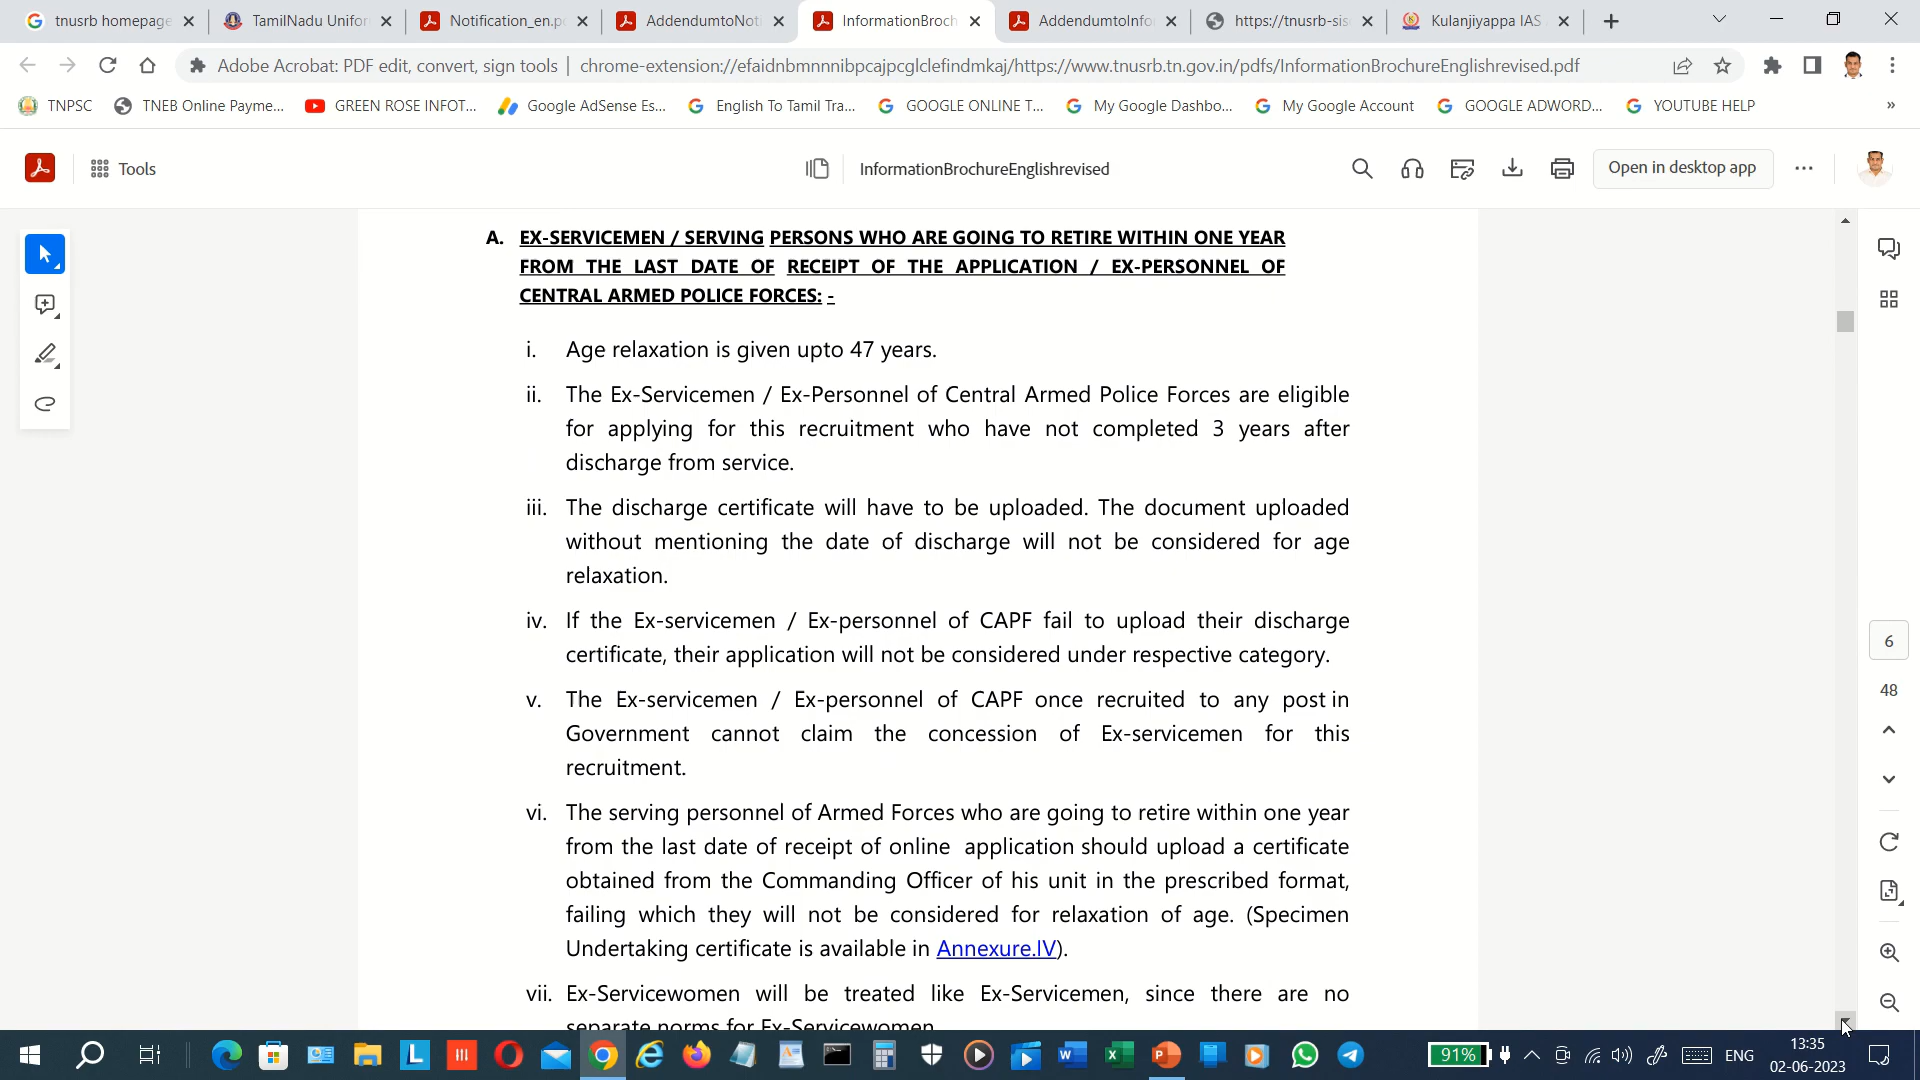 tnusrb homepage
TamilNadu Unifor
Notification_en.p
AddendumtoNoti
InformationBroch
AddendumtoInfo
https://tnusrb-sis
Kulanjiyappa IAS
Adobe Acrobat: PDF edit, convert, sign tools | chrome-extension://efaidnbmnnnibpcajpcglclefindmkaj/https://www.tnusrb.tn.gov.in/pdfs/InformationBrochureEnglishrevised.pdf
TNPSC
TNEB Online Payme...
GREEN ROSE INFOT...
Google AdSense Es...
English To Tamil Tra...
GOOGLE ONLINE T...
My Google Dashbo...
My Google Account
GOOGLE ADWORD...
YOUTUBE HELP
»
Tools
InformationBrochureEnglishrevised
Open in desktop app
A. EX-SERVICEMEN / SERVING PERSONS WHO ARE GOING TO RETIRE WITHIN ONE YEAR
FROM THE LAST DATE OF RECEIPT OF THE APPLICATION / EX-PERSONNEL OF
CENTRAL ARMED POLICE FORCES: -
i. Age relaxation is given upto 47 years.
ii. The Ex-Servicemen / Ex-Personnel of Central Armed Police Forces are eligible
for applying for this recruitment who have not completed 3 years after
discharge from service.
iii. The discharge certificate will have to be uploaded. The document uploaded
without mentioning the date of discharge will not be considered for age
relaxation.
iv. If the Ex-servicemen / Ex-personnel of CAPF fail to upload their discharge
certificate, their application will not be considered under respective category.
v. The Ex-servicemen / Ex-personnel of CAPF once recruited to any post in
Government cannot claim the concession of Ex-servicemen for this
recruitment.
vi. The serving personnel of Armed Forces who are going to retire within one year
from the last date of receipt of online application should upload a certificate
obtained from the Commanding Officer of his unit in the prescribed format,
failing which they will not be considered for relaxation of age. (Specimen
Undertaking certificate is available in Annexure.IV).
vii. Ex-Servicewomen will be treated like Ex-Servicemen, since there are no
separate norms for Ex-Servicewomen.
6
48
91%
ENG
13:35
02-06-2023